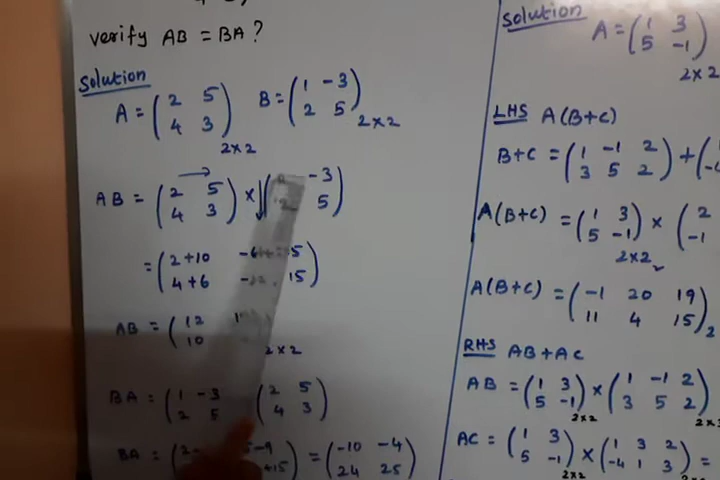 verify AB = BA ?
Solution
A = (2 5
4 3) 2×2
B = (1 -3
2 5) 2×2
AB = (2 5
4 3) × ( -3
5)
= (2+10
4+6 15)
AB = (12
10 2×2
BA = (1 -3
2 5 (2 5
4 3)
BA = (2- -9
+15) = (-10 -4
24 25)
Solution
A = (1 3
5 -1)
2×2
LHS A(B+C)
B+C = (1 -1 2
3 5 2) + (
A(B+C) = (1 3
5 -1) × (2
-1
2×2
A(B+C) = (-1 20 19
11 4 15) 2
RHS AB + AC
AB = (1 3
5 -1) 2×2 × (1 -1 2
3 5 2)
AC = (1 3
5 -1) 2×2 × (1 3 2
-4 1 3) =